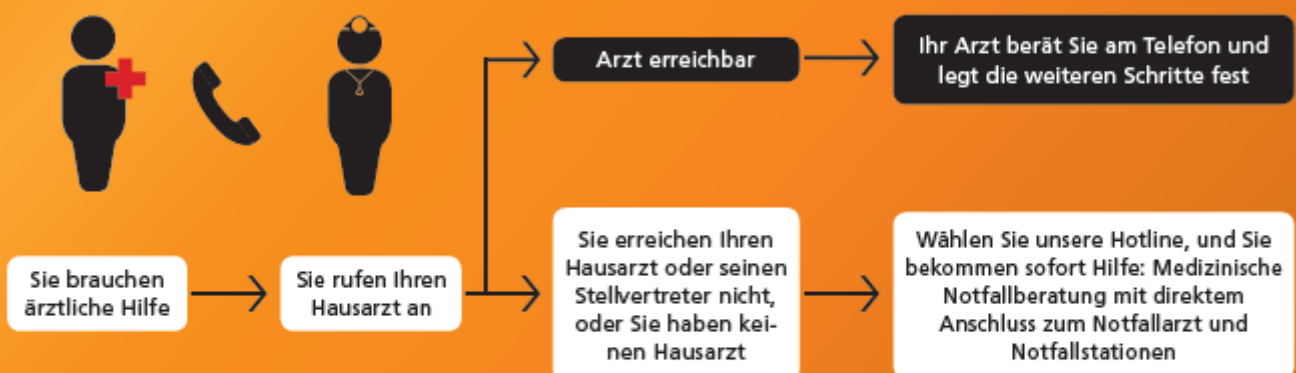 Arzt erreichbar
Ihr Arzt berät Sie am Telefon und
legt die weiteren Schritte fest
Sie brauchen
ärztliche Hilfe
Sie rufen Ihren
Hausarzt an
Sie erreichen Ihren
Hausarzt oder seinen
Stellvertreter nicht,
oder Sie haben kei-
nen Hausarzt
Wählen Sie unsere Hotline, und Sie
bekommen sofort Hilfe: Medizinische
Notfallberatung mit direktem
Anschluss zum Notfallarzt und
Notfallstationen